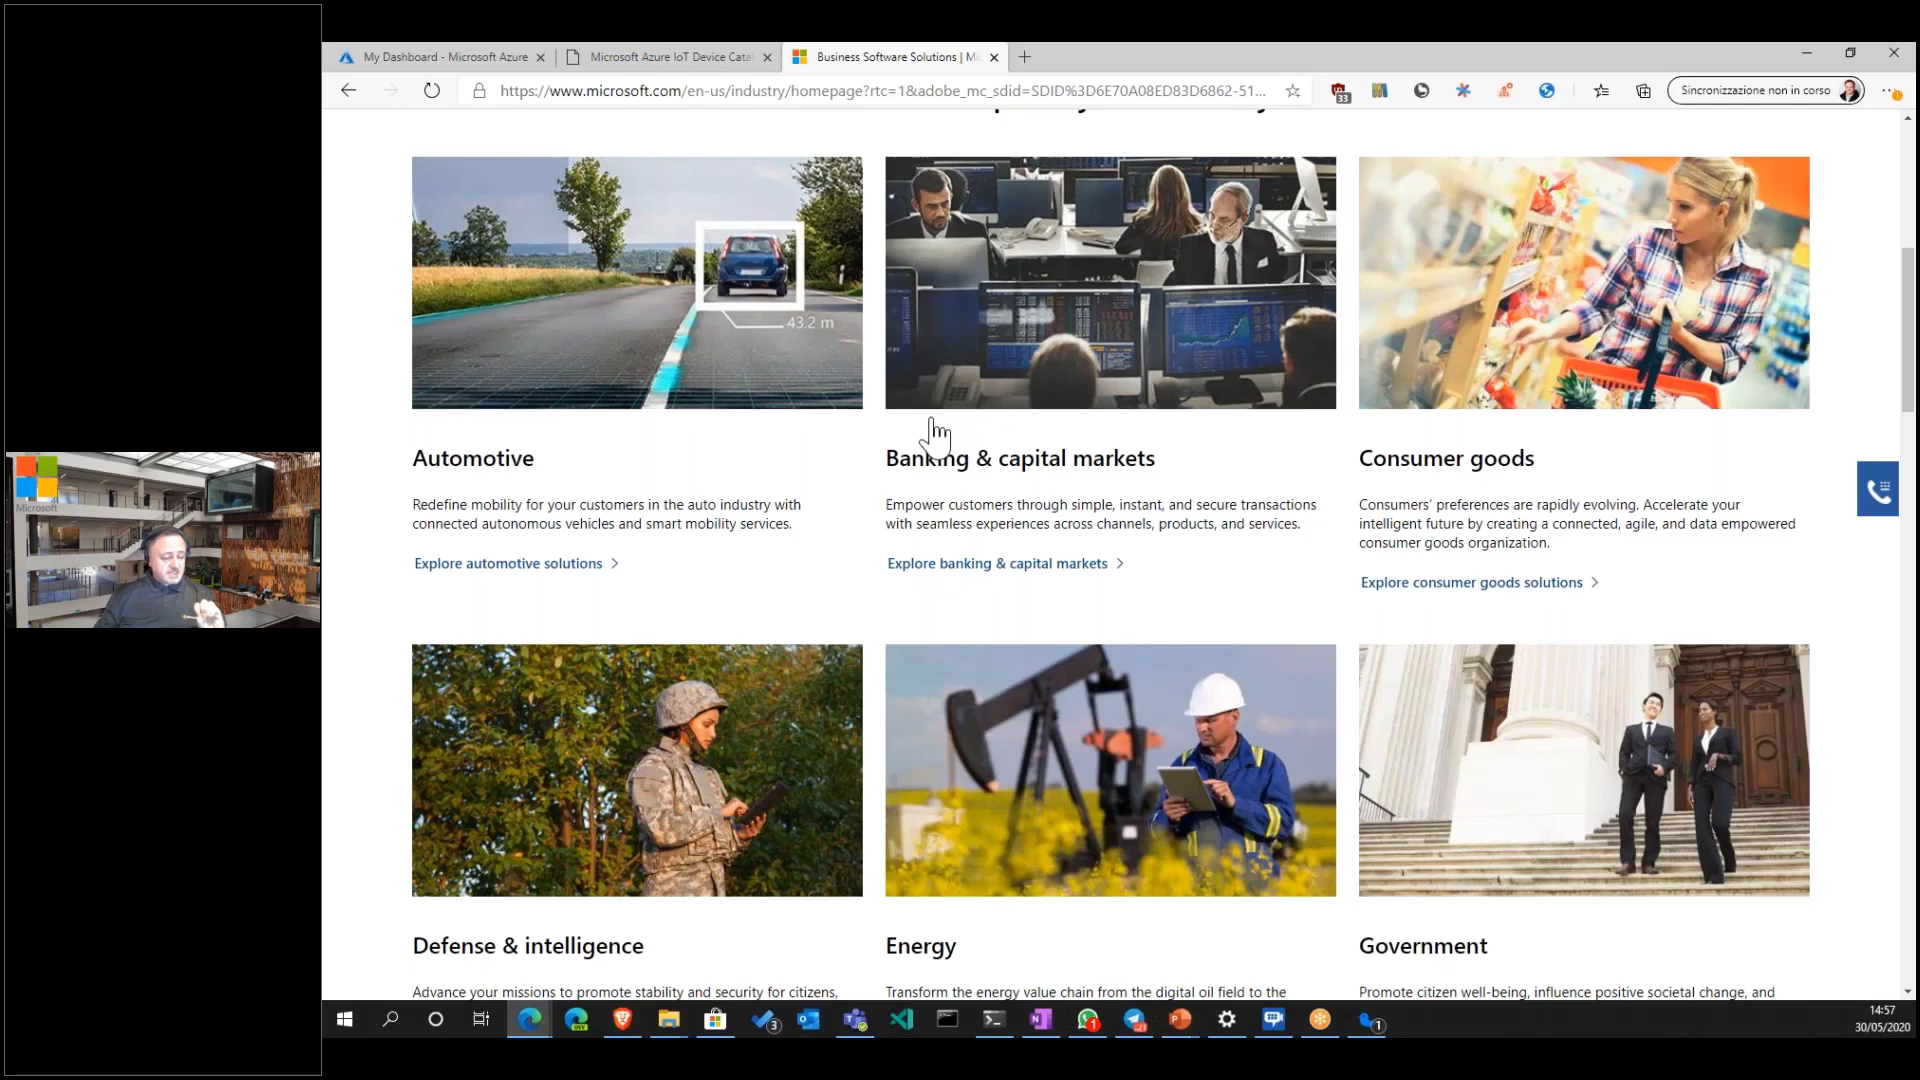 My Dashboard - Microsoft Azure
Microsoft Azure IoT Device Cata
Business Software Solutions | Mi
https://www.microsoft.com/en-us/industry/homepage?rtc=1&adobe_mc_sdid=SDID%3D6E70A08ED83D6862-51...
33
Sincronizzazione non in corso
43.2 m
Automotive
Banking & capital markets
Consumer goods
Redefine mobility for your customers in the auto industry with
connected autonomous vehicles and smart mobility services.
Empower customers through simple, instant, and secure transactions
with seamless experiences across channels, products, and services.
Consumers’ preferences are rapidly evolving. Accelerate your
intelligent future by creating a connected, agile, and data empowered
consumer goods organization.
Explore automotive solutions
Explore banking & capital markets
Explore consumer goods solutions
Microsoft
Defense & intelligence
Energy
Government
Advance your missions to promote stability and security for citizens,
Transform the energy value chain from the digital oil field to the
Promote citizen well-being, influence positive societal change, and
3
1
1
14:57
30/05/2020